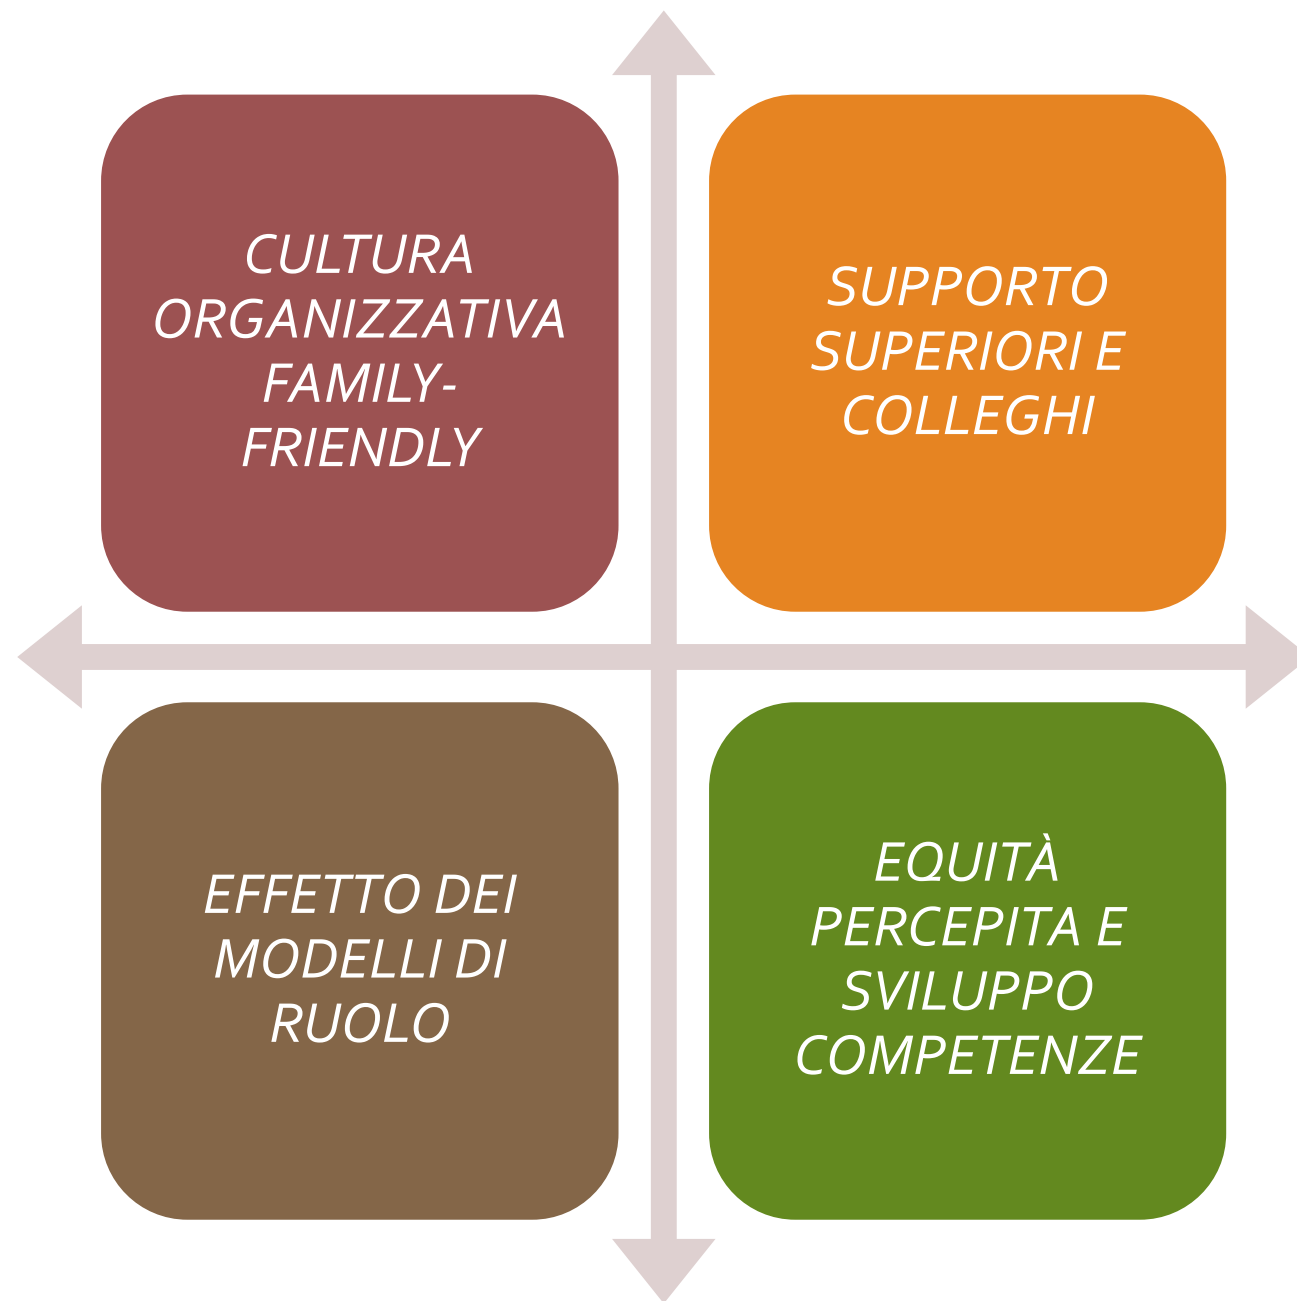 CULTURA
ORGANIZZATIVA
FAMILY-
FRIENDLY
SUPPORTO
SUPERIORI E
COLLEGHI
EFFETTO DEI
MODELLI DI
RUOLO
EQUITÀ
PERCEPITA E
SVILUPPO
COMPETENZE